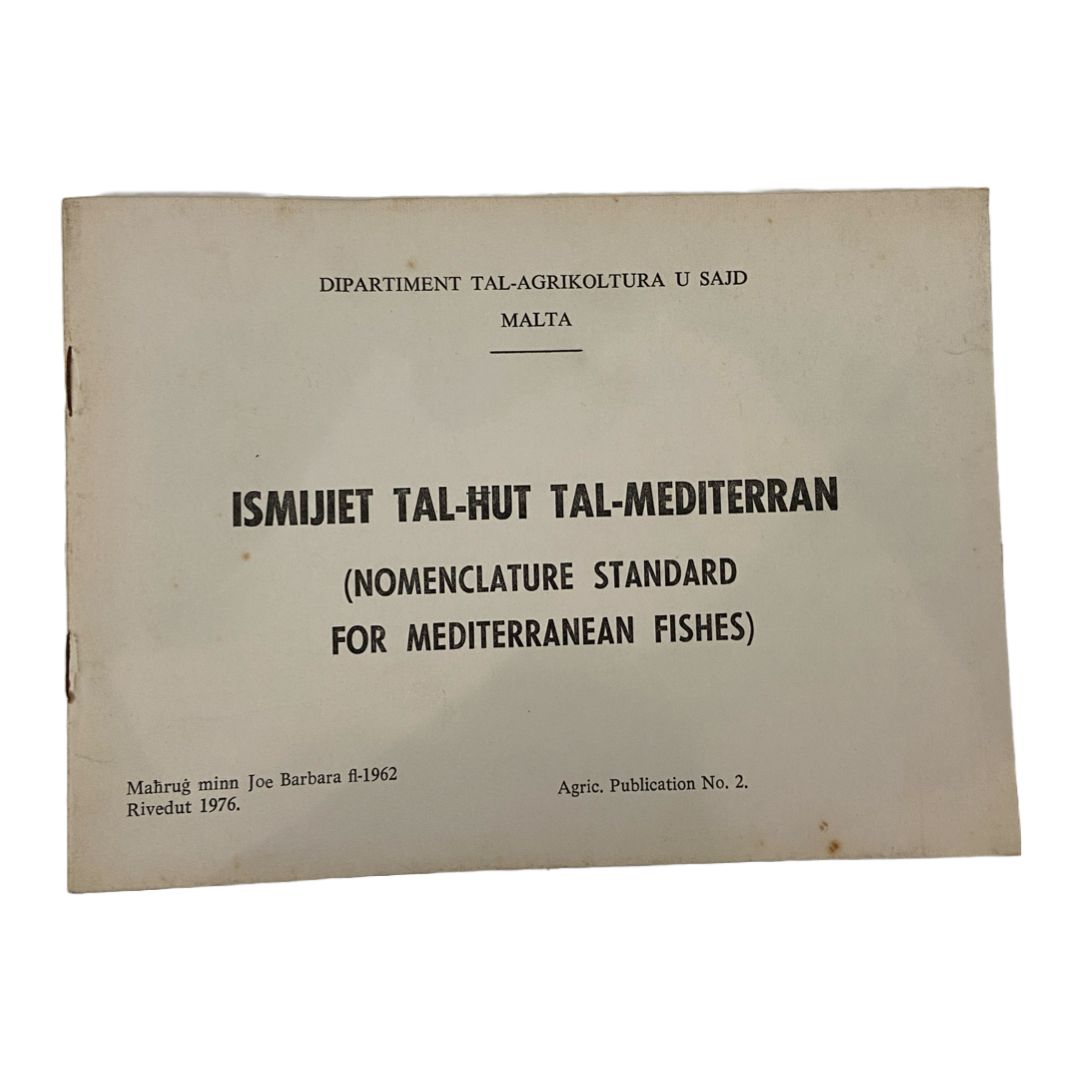 DIPARTIMENT TAL-AGRIKOLTURA U SAJD
MALTA
ISMIJIET TAL-ĦUT TAL-MEDITERRAN
(NOMENCLATURE STANDARD
FOR MEDITERRANEAN FISHES)
Maħruġ minn Joe Barbara fl-1962
Rivedut 1976.
Agric. Publication No. 2.